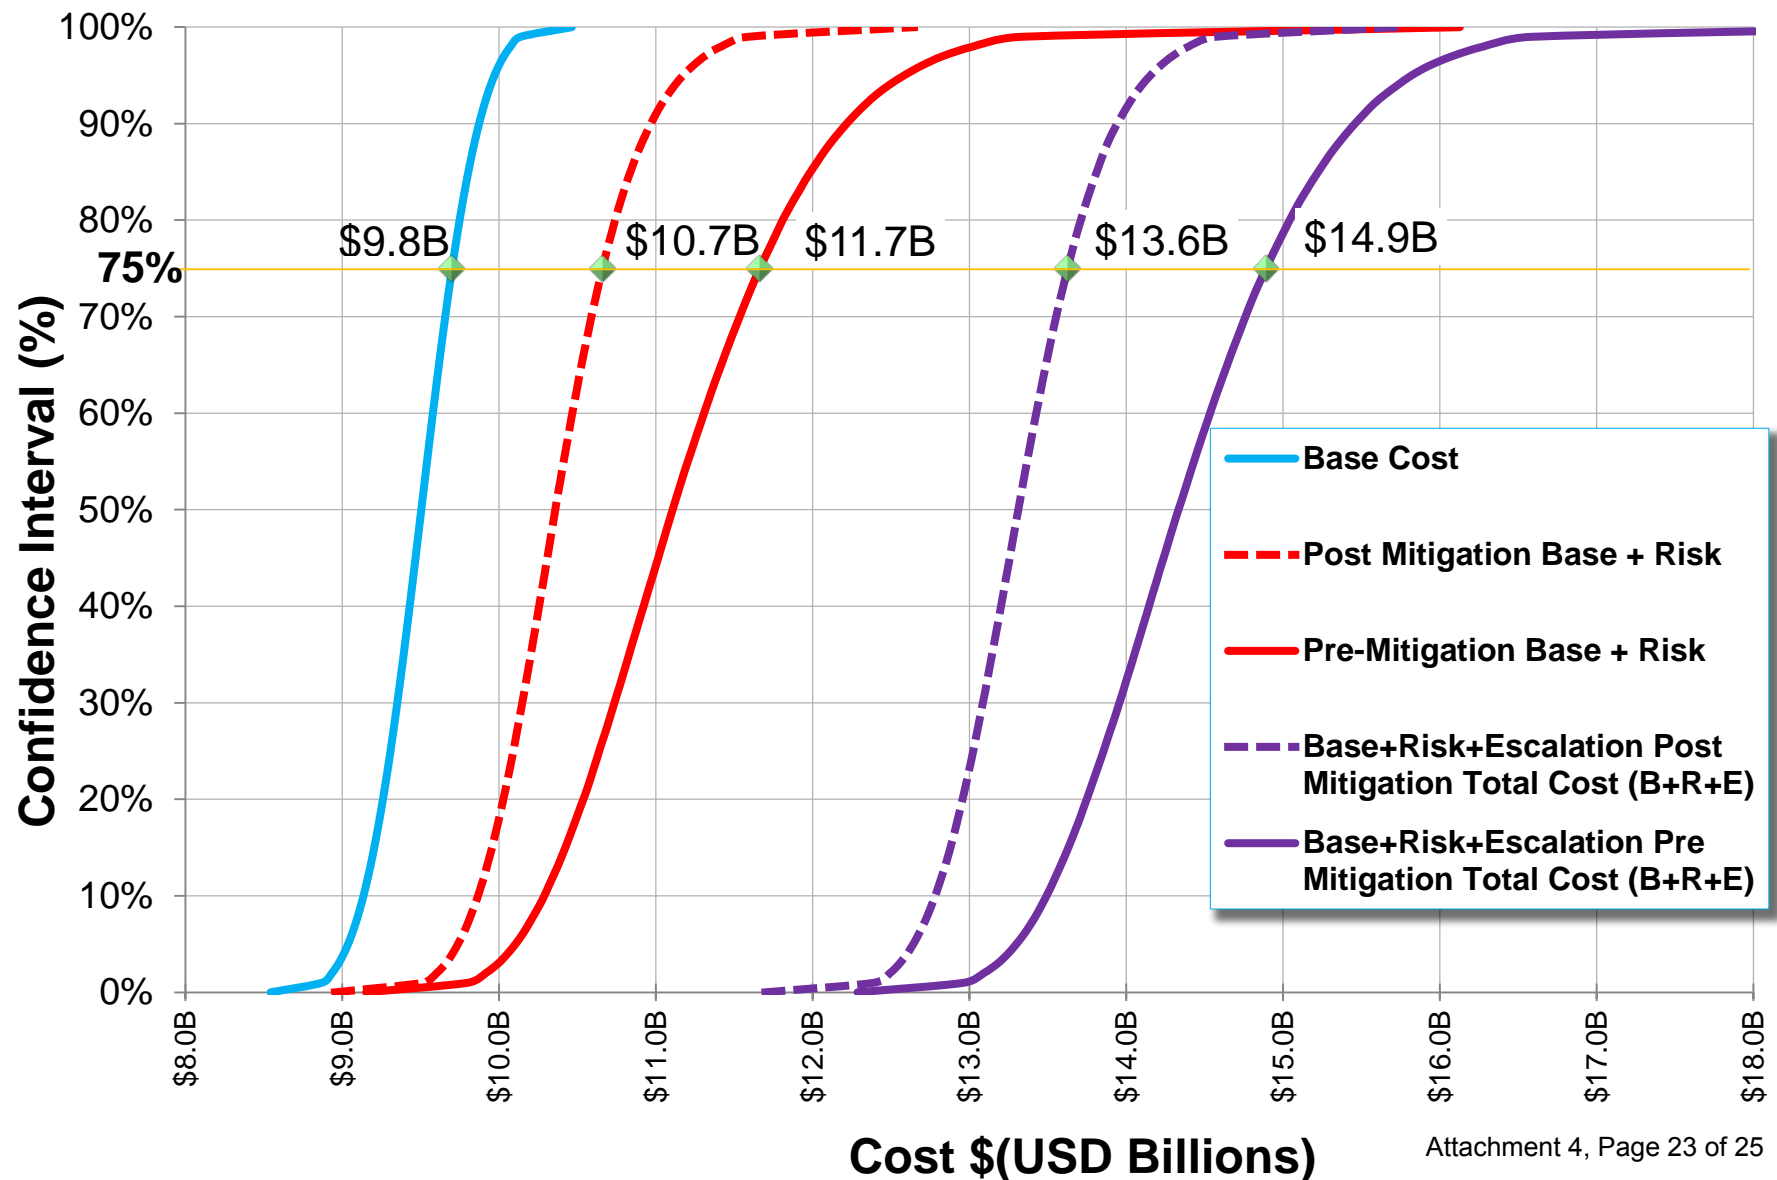 100%
90%
80%
75%
70%
60%
50%
40%
30%
20%
10%
0%
Confidence Interval (%)
$9.8B
$10.7B
$11.7B
$13.6B
$14.9B
Base Cost
Post Mitigation Base + Risk
Pre-Mitigation Base + Risk
Base+Risk+Escalation Post
Mitigation Total Cost (B+R+E)
Base+Risk+Escalation Pre
Mitigation Total Cost (B+R+E)
$8.0B
$9.0B
$10.0B
$11.0B
$12.0B
$13.0B
$14.0B
$15.0B
$16.0B
$17.0B
$18.0B
Cost $(USD Billions)
Attachment 4, Page 23 of 25